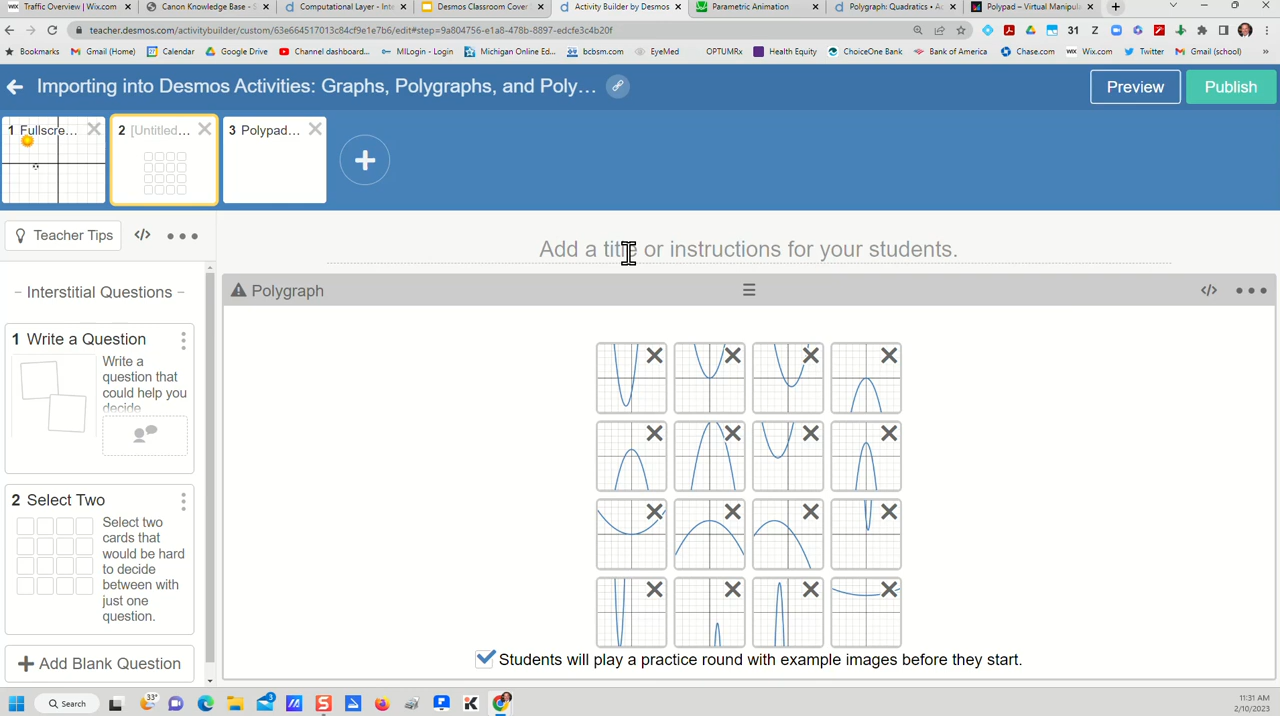 Traffic Overview | Wix.com
Canon Knowledge Base - S
Computational Layer - Inte
Desmos Classroom Cover
Activity Builder by Desmos
Parametric Animation
Polygraph: Quadratics • Ac
Polypad – Virtual Manipula
teacher.desmos.com/activitybuilder/custom/63e664517013c84ae1e1e7b6/edit#step=9a804756-e1a8-478b-8897-edcfe3c4b20f
Bookmarks
Gmail (Home)
Calendar
Google Drive
Channel dashboard...
MILogin - Login
Michigan Online Ed...
bcbsm.com
EyeMed
OPTUMRx
Health Equity
ChoiceOne Bank
Bank of America
Chase.com
Wix.com
Twitter
Gmail (school)
Importing into Desmos Activities: Graphs, Polygraphs, and Poly...
Preview
Publish
1 Fullscre...
2 [Untitled...
3 Polypad...
Teacher Tips
Add a title or instructions for your students.
– Interstitial Questions –
Polygraph
1 Write a Question
Write a
question that
could help you
decide
2 Select Two
Select two
cards that
would be hard
to decide
between with
just one
question.
Add Blank Question
Students will play a practice round with example images before they start.
33°
Search
3
11:31 AM
2/10/2023